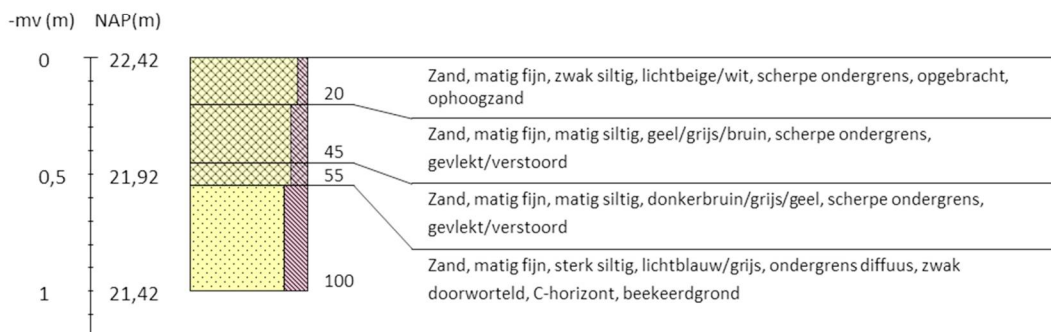 -mv (m) NAP(m)
0 22,42
Zand, matig fijn, zwak siltig, lichtbeige/wit, scherpe ondergrens, opgebracht,
ophoogzand
20
Zand, matig fijn, matig siltig, geel/grijs/bruin, scherpe ondergrens,
gevlekt/verstoord
45
0,5 21,92 55
Zand, matig fijn, matig siltig, donkerbruin/grijs/geel, scherpe ondergrens,
gevlekt/verstoord
Zand, matig fijn, sterk siltig, lichtblauw/grijs, ondergrens diffuus, zwak
doorworteld, C-horizont, beekeerdgrond
100
1 21,42